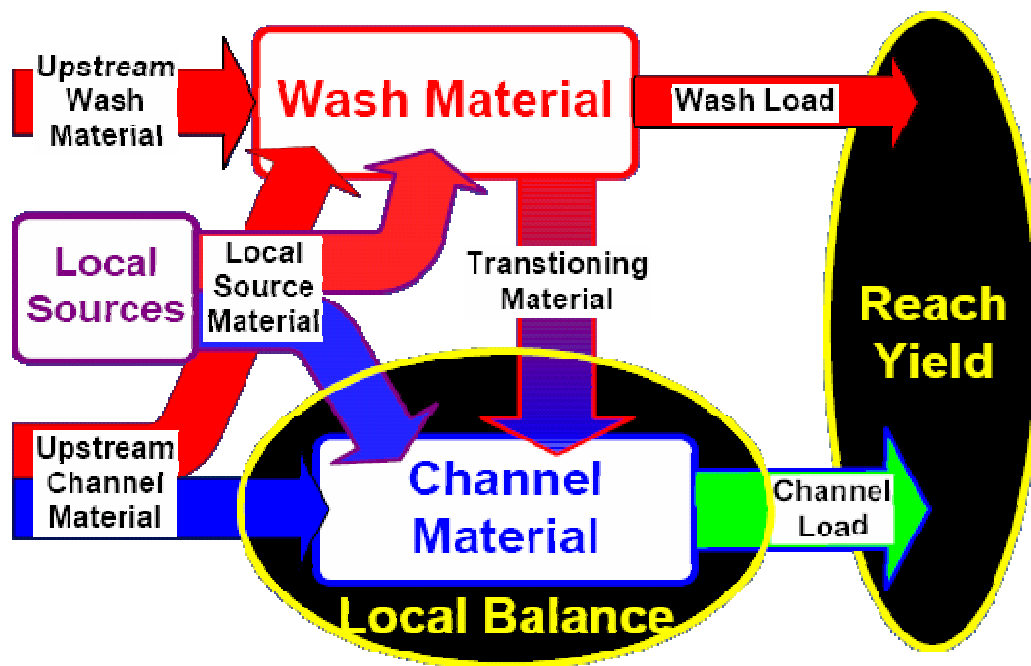 Upstream
Wash
Material
Wash Material
Wash Load
Local
Sources
Local
Source
Material
Transtioning
Material
Reach
Yield
Upstream
Channel
Material
Channel
Material
Channel
Load
Local Balance